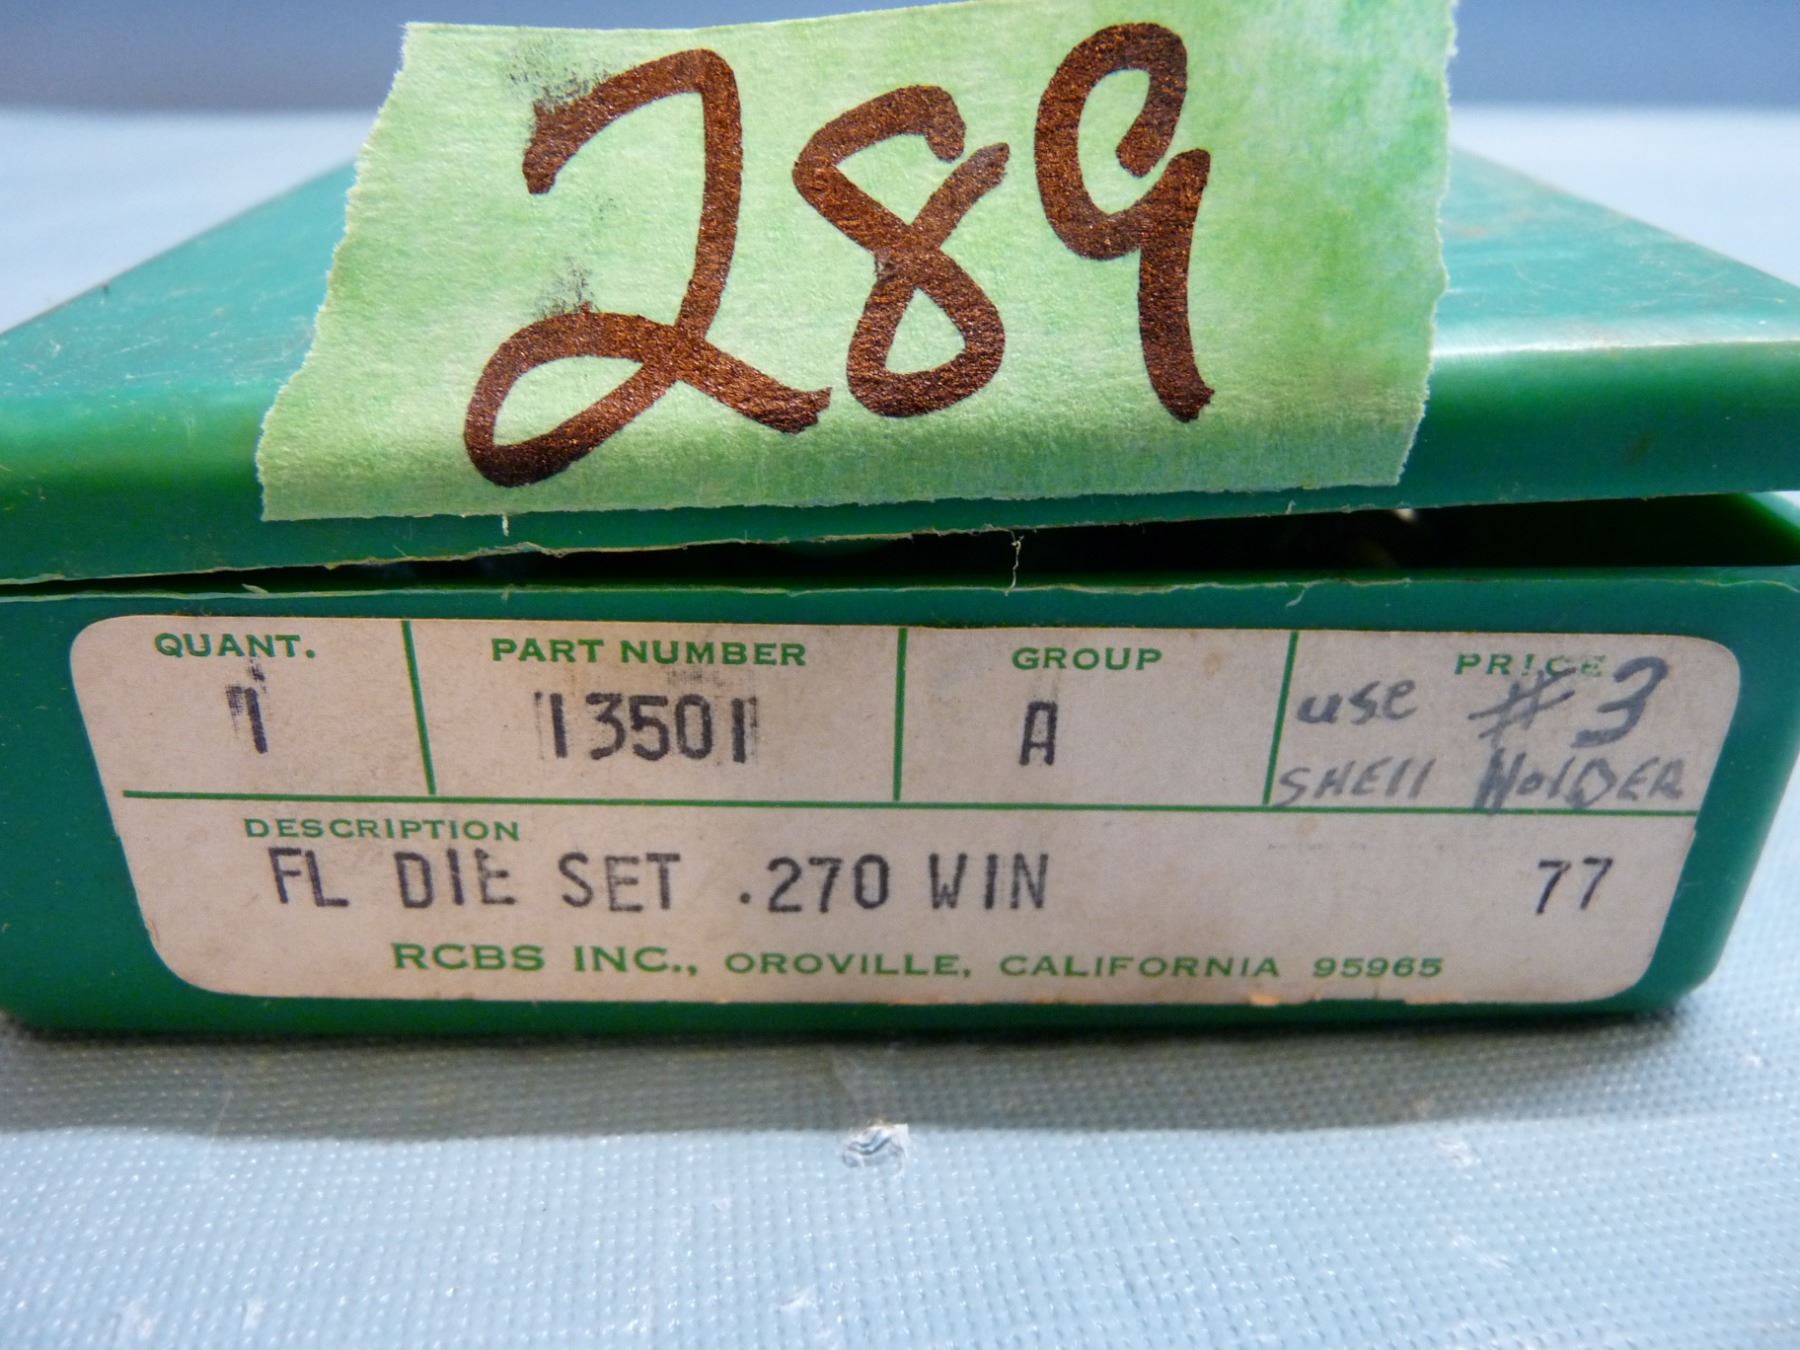 289
QUANT. PART NUMBER GROUP PRICE
1 13501 A use #3
SHEll HolDER
DESCRIPTION
FL DIE SET .270 WIN 77
RCBS INC., OROVILLE, CALIFORNIA 95965